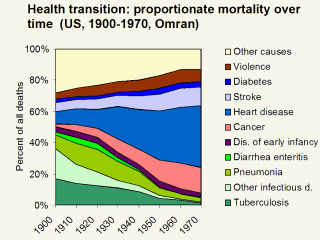 Health transition: proportionate mortality over
time (US, 1900-1970, Omran)
Percent of all deaths
100%
80%
60%
40%
20%
0%
1900
1910
1920
1930
1940
1950
1960
1970
Other causes
Violence
Diabetes
Stroke
Heart disease
Cancer
Dis. of early infancy
Diarrhea enteritis
Pneumonia
Other infectious d.
Tuberculosis